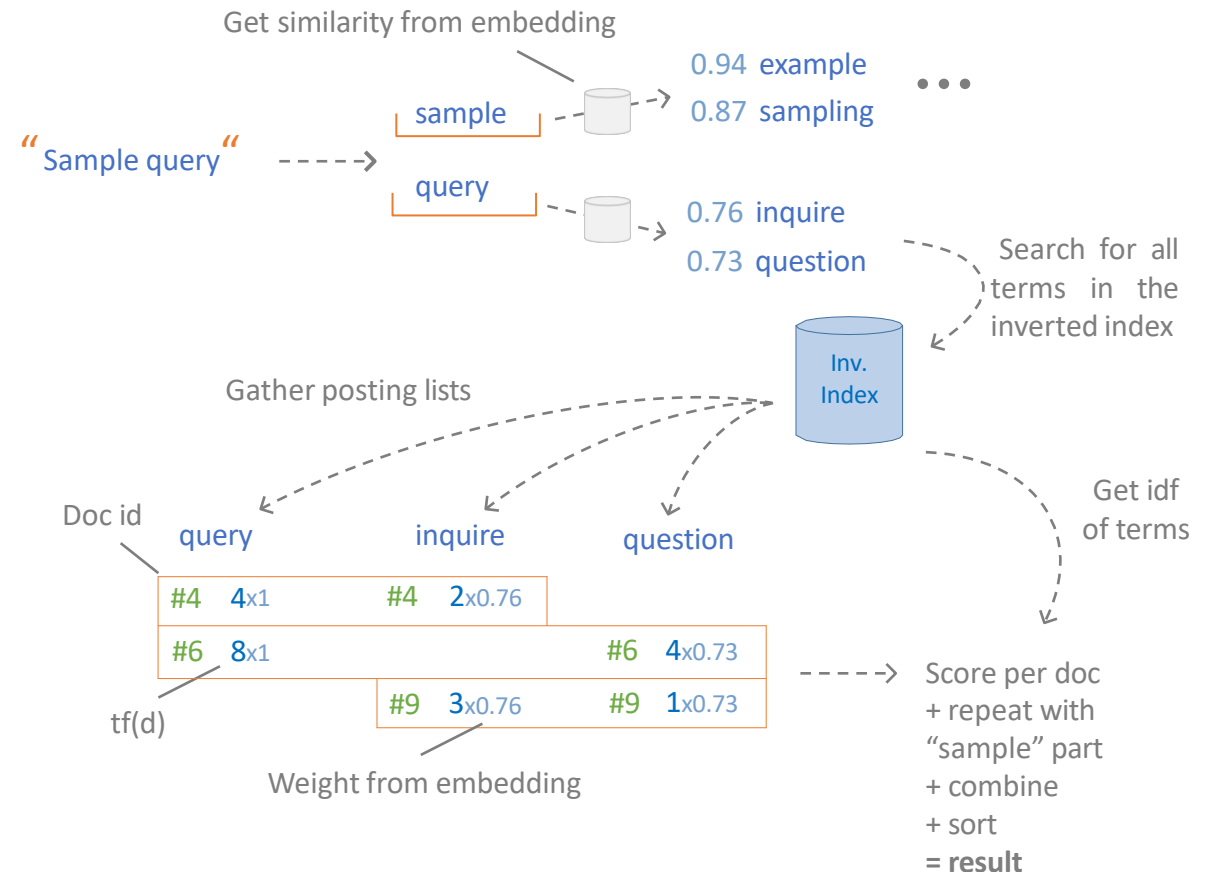 Get similarity from embedding
0.94 example
0.87 sampling
•••
sample
“Sample query“
query
0.76 inquire
0.73 question
Search for all
terms in the
inverted index
Inv.
Index
Gather posting lists
Get idf
of terms
Doc id
query inquire question
#4 4x1 #4 2x0.76
#6 8x1 #6 4x0.73
#9 3x0.76 #9 1x0.73
tf(d)
Weight from embedding
Score per doc
+ repeat with
“sample” part
+ combine
+ sort
= result